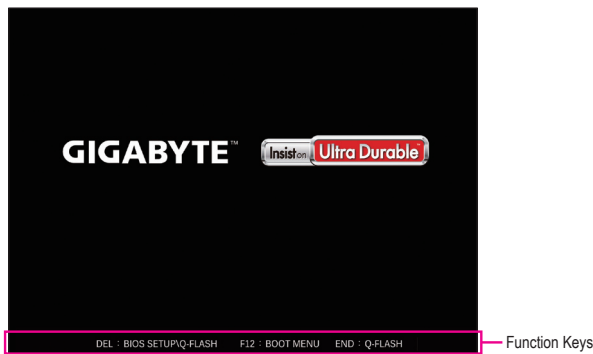 GIGABYTE™
Insist on Ultra Durable™
DEL : BIOS SETUP\Q-FLASH F12 : BOOT MENU END : Q-FLASH
Function Keys